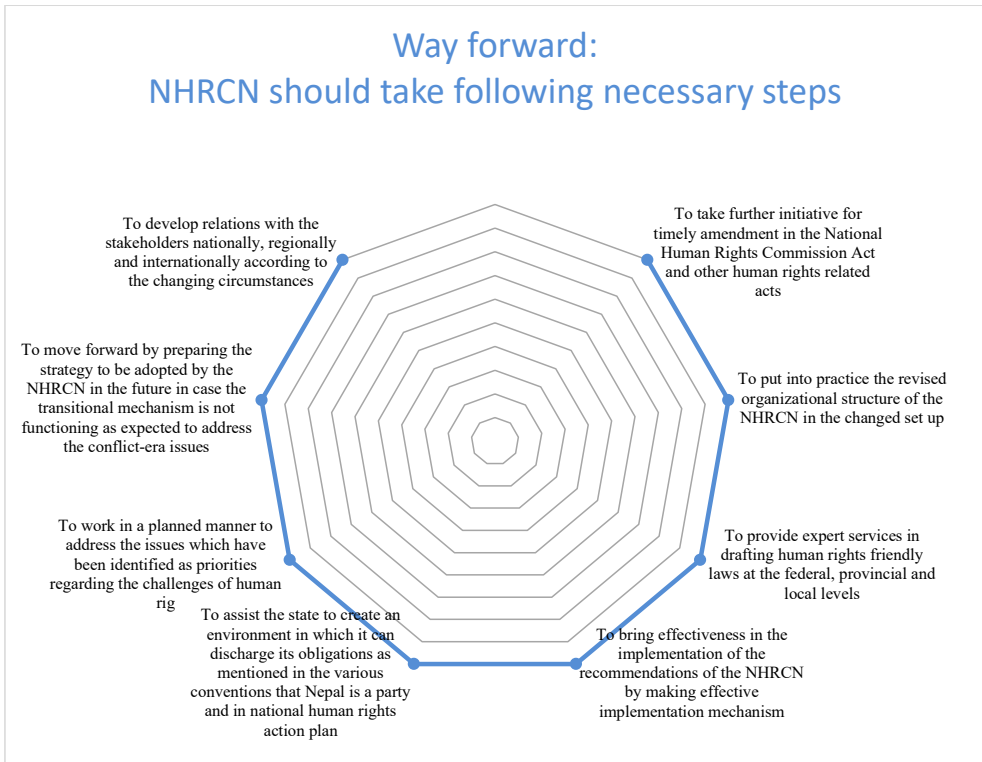 Way forward:
NHRCN should take following necessary steps
To take further initiative for
timely amendment in the National
Human Rights Commission Act
and other human rights related
acts
To put into practice the revised
organizational structure of the
NHRCN in the changed set up
To provide expert services in
drafting human rights friendly
laws at the federal, provincial and
local levels
To bring effectiveness in the
implementation of the
recommendations of the NHRCN
by making effective
implementation mechanism
To assist the state to create an
environment in which it can
discharge its obligations as
mentioned in the various
conventions that Nepal is a party
and in national human rights
action plan
To work in a planned manner to
address the issues which have
been identified as priorities
regarding the challenges of human
rig
To move forward by preparing the
strategy to be adopted by the
NHRCN in the future in case the
transitional mechanism is not
functioning as expected to address
the conflict-era issues
To develop relations with the
stakeholders nationally, regionally
and internationally according to
the changing circumstances